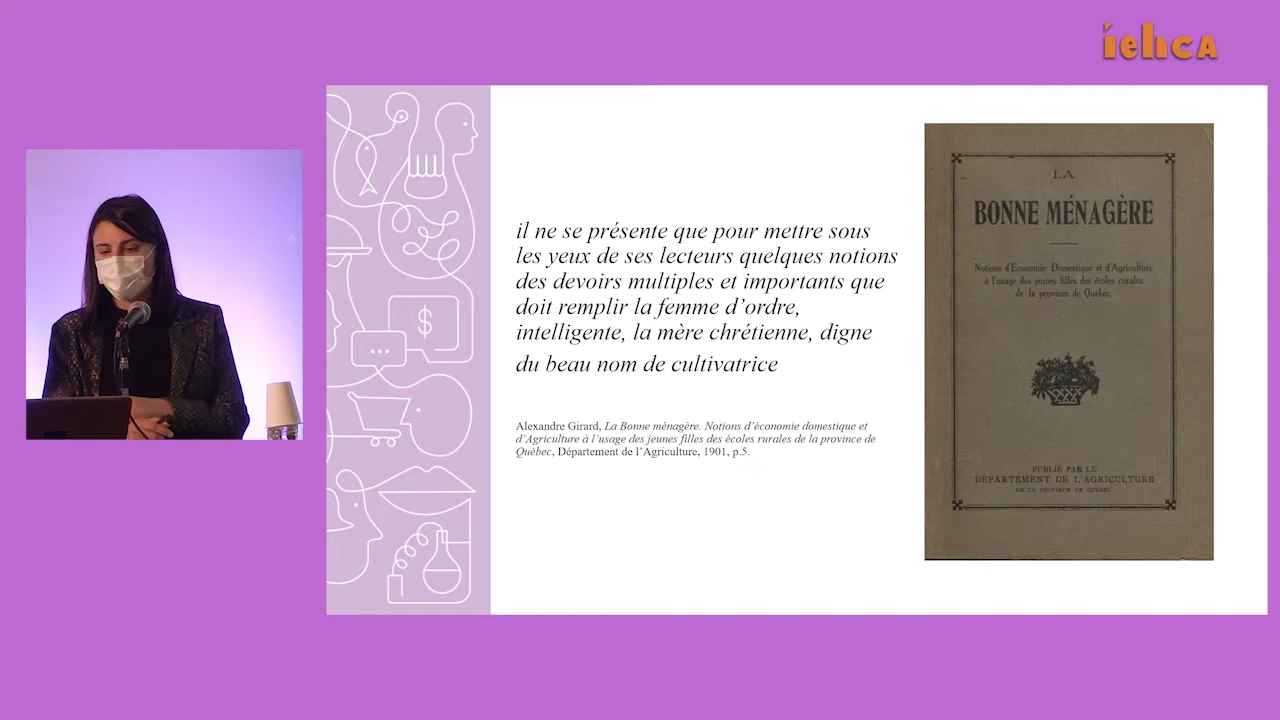 iehcA
il ne se présente que pour mettre sous
les yeux de ses lecteurs quelques notions
des devoirs multiples et importants que
doit remplir la femme d’ordre,
intelligente, la mère chrétienne, digne
du beau nom de cultivatrice
Alexandre Girard, La Bonne ménagère. Notions d’économie domestique et
d’Agriculture à l’usage des jeunes filles des écoles rurales de la province de
Québec, Département de l’Agriculture, 1901, p.5.
$
LA
BONNE MÉNAGÈRE
Notions d'Economie Domestique et d'Agriculture
à l'usage des jeunes filles des écoles rurales
de la province de Québec.
PUBLIÉ PAR LE
DÉPARTEMENT DE L'AGRICULTURE
DE LA PROVINCE DE QUÉBEC